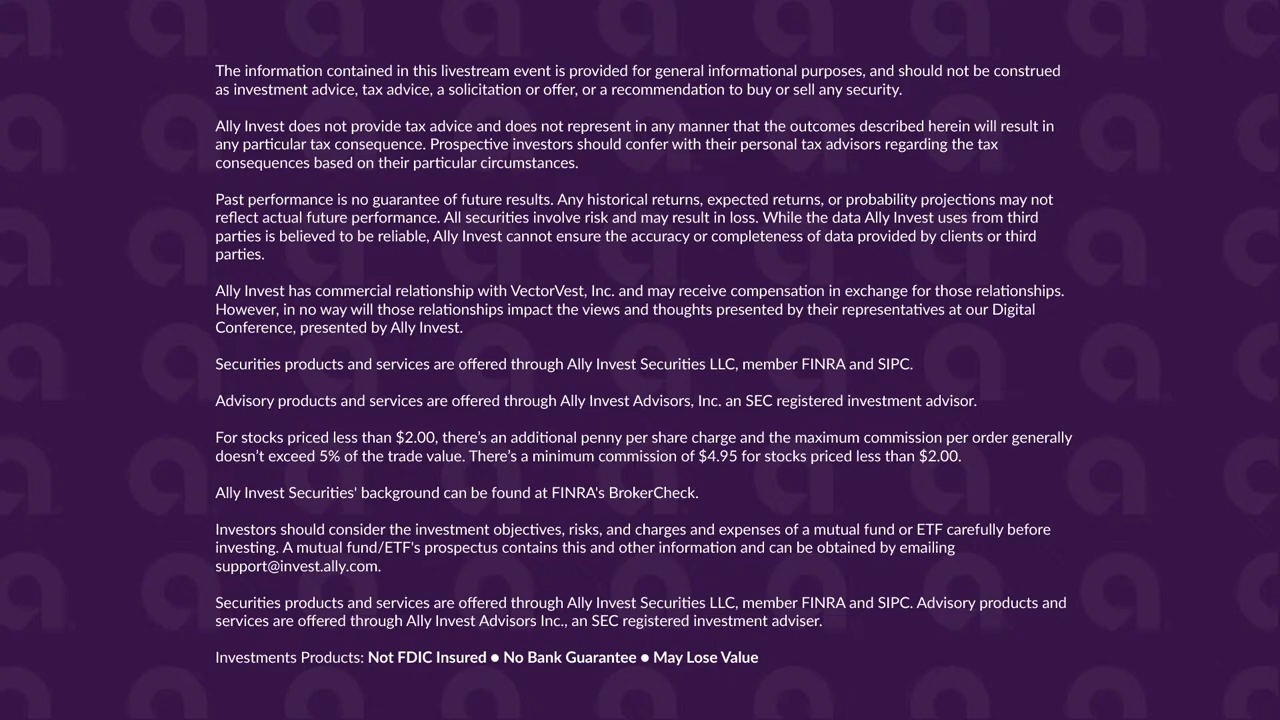 The information contained in this livestream event is provided for general informational purposes, and should not be construed
as investment advice, tax advice, a solicitation or offer, or a recommendation to buy or sell any security.
Ally Invest does not provide tax advice and does not represent in any manner that the outcomes described herein will result in
any particular tax consequence. Prospective investors should confer with their personal tax advisors regarding the tax
consequences based on their particular circumstances.
Past performance is no guarantee of future results. Any historical returns, expected returns, or probability projections may not
reflect actual future performance. All securities involve risk and may result in loss. While the data Ally Invest uses from third
parties is believed to be reliable, Ally Invest cannot ensure the accuracy or completeness of data provided by clients or third
parties.
Ally Invest has commercial relationship with VectorVest, Inc. and may receive compensation in exchange for those relationships.
However, in no way will those relationships impact the views and thoughts presented by their representatives at our Digital
Conference, presented by Ally Invest.
Securities products and services are offered through Ally Invest Securities LLC, member FINRA and SIPC.
Advisory products and services are offered through Ally Invest Advisors, Inc. an SEC registered investment advisor.
For stocks priced less than $2.00, there's an additional penny per share charge and the maximum commission per order generally
doesn't exceed 5% of the trade value. There's a minimum commission of $4.95 for stocks priced less than $2.00.
Ally Invest Securities' background can be found at FINRA's BrokerCheck.
Investors should consider the investment objectives, risks, and charges and expenses of a mutual fund or ETF carefully before
investing. A mutual fund/ETF's prospectus contains this and other information and can be obtained by emailing
support@invest.ally.com.
Securities products and services are offered through Ally Invest Securities LLC, member FINRA and SIPC. Advisory products and
services are offered through Ally Invest Advisors Inc., an SEC registered investment adviser.
Investments Products: Not FDIC Insured ● No Bank Guarantee ● May Lose Value